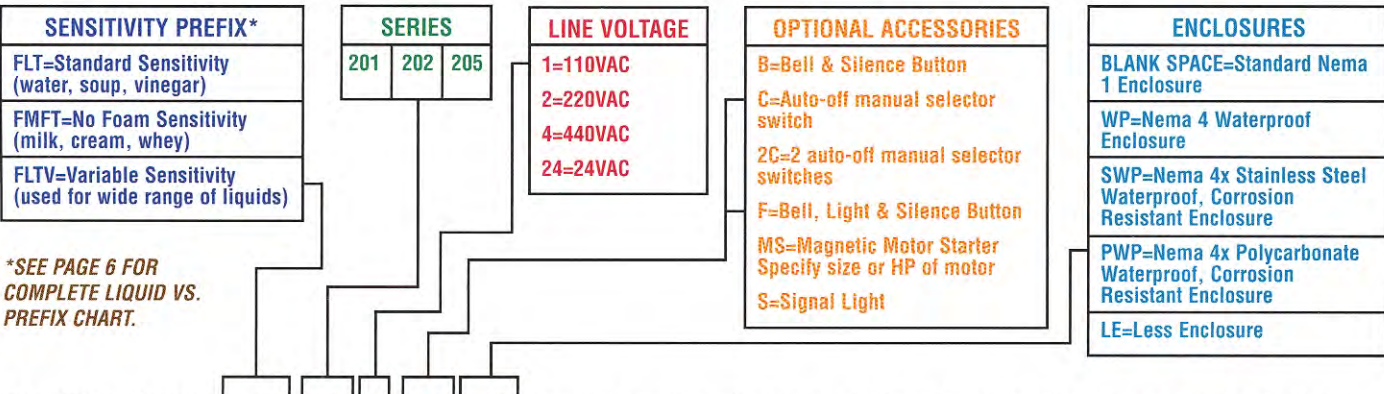 SENSITIVITY PREFIX*
FLT=Standard Sensitivity
(water, soup, vinegar)
FMFT=No Foam Sensitivity
(milk, cream, whey)
FLTV=Variable Sensitivity
(used for wide range of liquids)
*SEE PAGE 6 FOR
COMPLETE LIQUID VS.
PREFIX CHART.
SERIES
201 202 205
LINE VOLTAGE
1=110VAC
2=220VAC
4=440VAC
24=24VAC
OPTIONAL ACCESSORIES
B=Bell & Silence Button
C=Auto-off manual selector
switch
2C=2 auto-off manual selector
switches
F=Bell, Light & Silence Button
MS=Magnetic Motor Starter
Specify size or HP of motor
S=Signal Light
ENCLOSURES
BLANK SPACE=Standard Nema
1 Enclosure
WP=Nema 4 Waterproof
Enclosure
SWP=Nema 4x Stainless Steel
Waterproof, Corrosion
Resistant Enclosure
PWP=Nema 4x Polycarbonate
Waterproof, Corrosion
Resistant Enclosure
LE=Less Enclosure